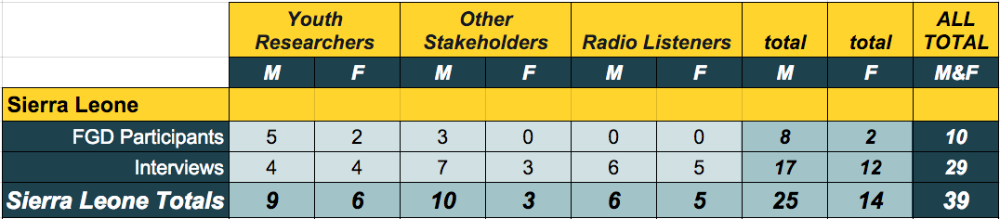 Youth Researchers Other Stakeholders Radio Listeners total total ALL TOTAL
M F M F M F M F M&F
Sierra Leone
FGD Participants 5 2 3 0 0 0 8 2 10
Interviews 4 4 7 3 6 5 17 12 29
Sierra Leone Totals 9 6 10 3 6 5 25 14 39